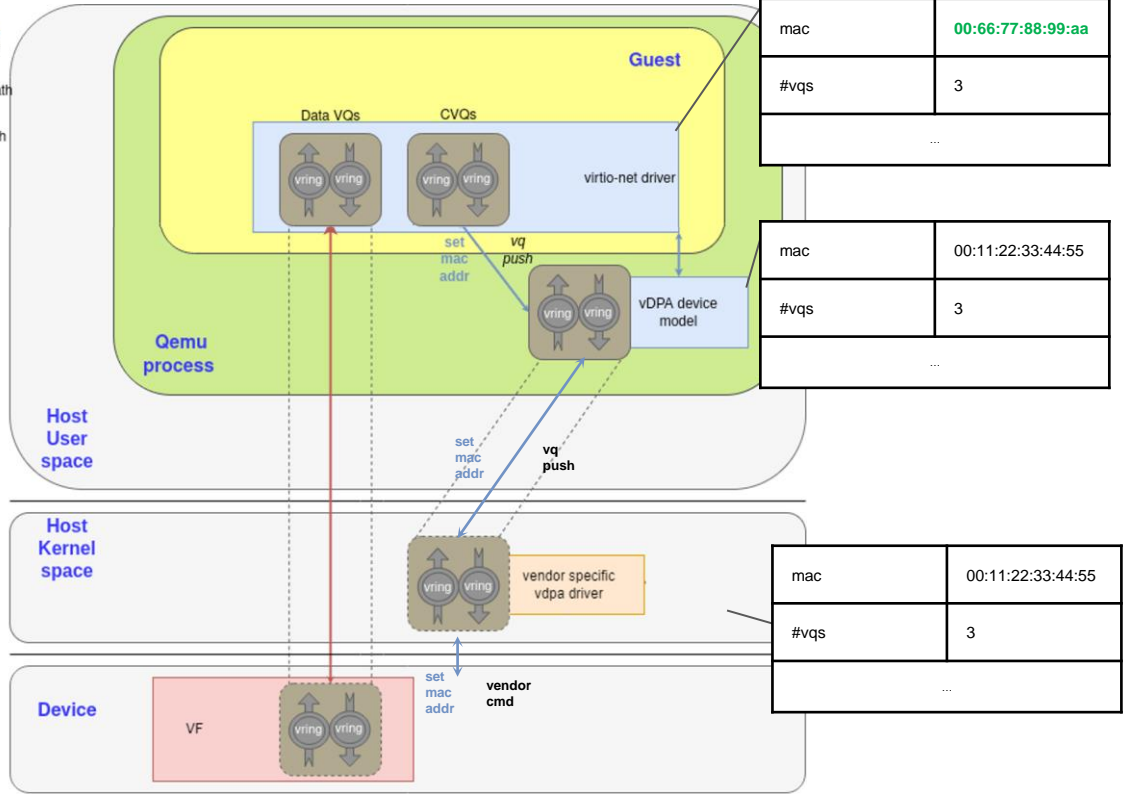 mac 00:66:77:88:99:aa
#vqs 3
...
th
h
Guest
Data VQs CVQs
vring vring vring vring
virtio-net driver
set
mac
addr
vq
push
mac 00:11:22:33:44:55
#vqs 3
...
vring vring
vDPA device
model
Qemu
process
Host
User
space
set
mac
addr
vq
push
Host
Kernel
space
vring vring
vendor specific
vdpa driver
mac 00:11:22:33:44:55
#vqs 3
...
set
mac
addr
vendor
cmd
Device
VF
vring vring